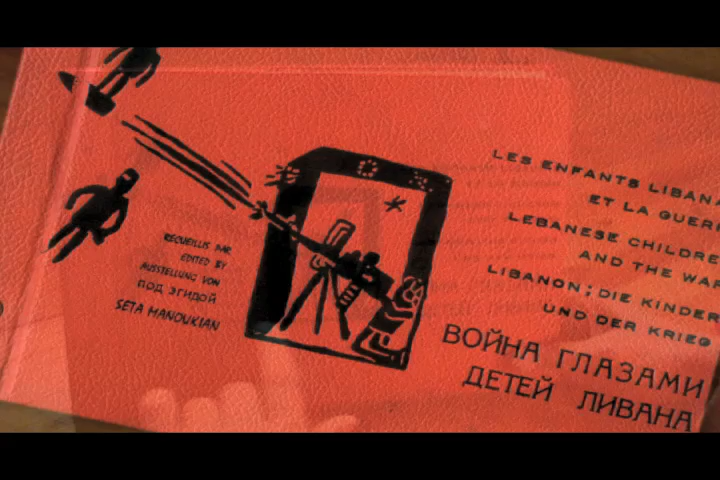 RECUEILLIS PAR
EDITED BY
AUSSTELLUNG VON
ПОД ЭГИДОЙ
SETA MANOUKIAN
LES ENFANTS LIBANA
ET LA GUERR
LEBANESE CHILDRE
AND THE WAR
LIBANON; DIE KINDER
UND DER KRIEG
ВОЙНА ГЛАЗАМИ
ДЕТЕЙ ЛИВАНА